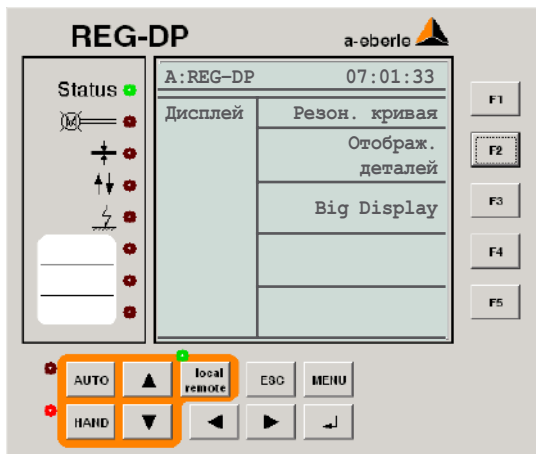 REG-DP
a-eberle
Status
A:REG-DP 07:01:33
M
Дисплей
Резон. кривая
Отображ.
деталей
Big Display
F1
F2
F3
F4
F5
AUTO
local
remote
ESC
MENU
HAND